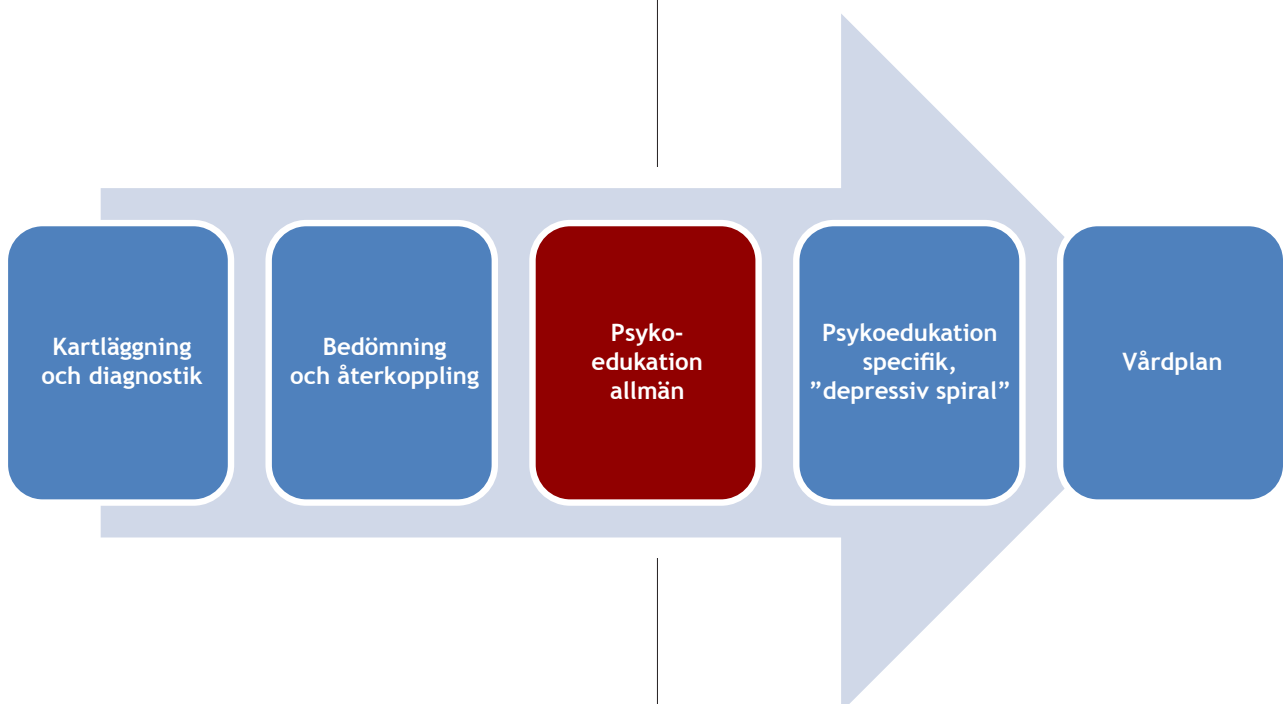 Kartläggning
och diagnostik
Bedömning
och återkoppling
Psyko-
edukation
allmän
Psykoedukation
specifik,
”depressiv spiral”
Vårdplan